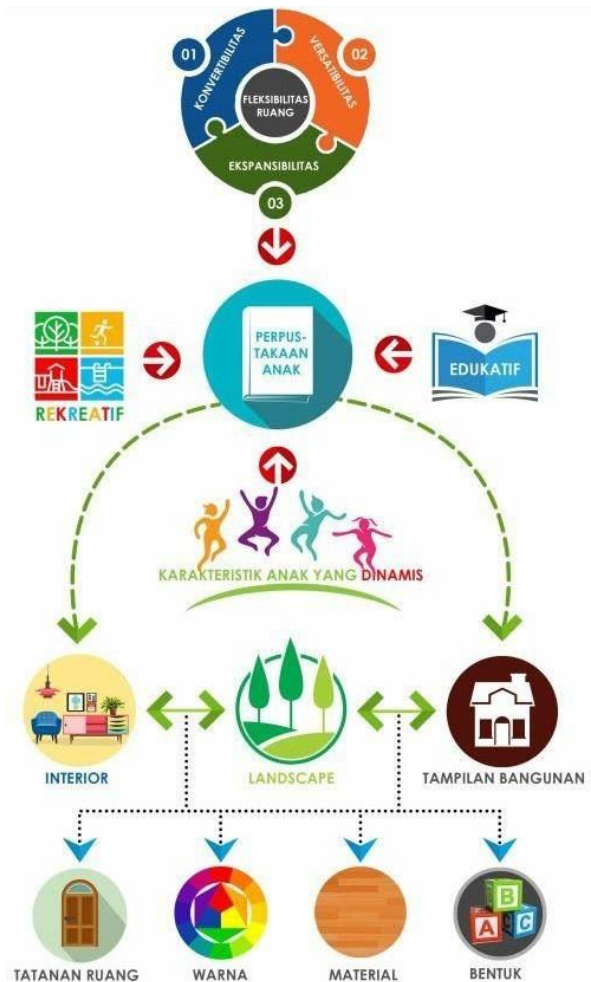 01
KONVERTIBILITAS
02
VERSATIBILITAS
FLEKSIBILITAS
RUANG
EKSPANSIBILITAS
03
PERPUS-
TAKAAN
ANAK
REKREATIF
EDUKATIF
KARAKTERISTIK ANAK YANG DINAMIS
INTERIOR
LANDSCAPE
TAMPILAN BANGUNAN
B
A
C
TATANAN RUANG
WARNA
MATERIAL
BENTUK